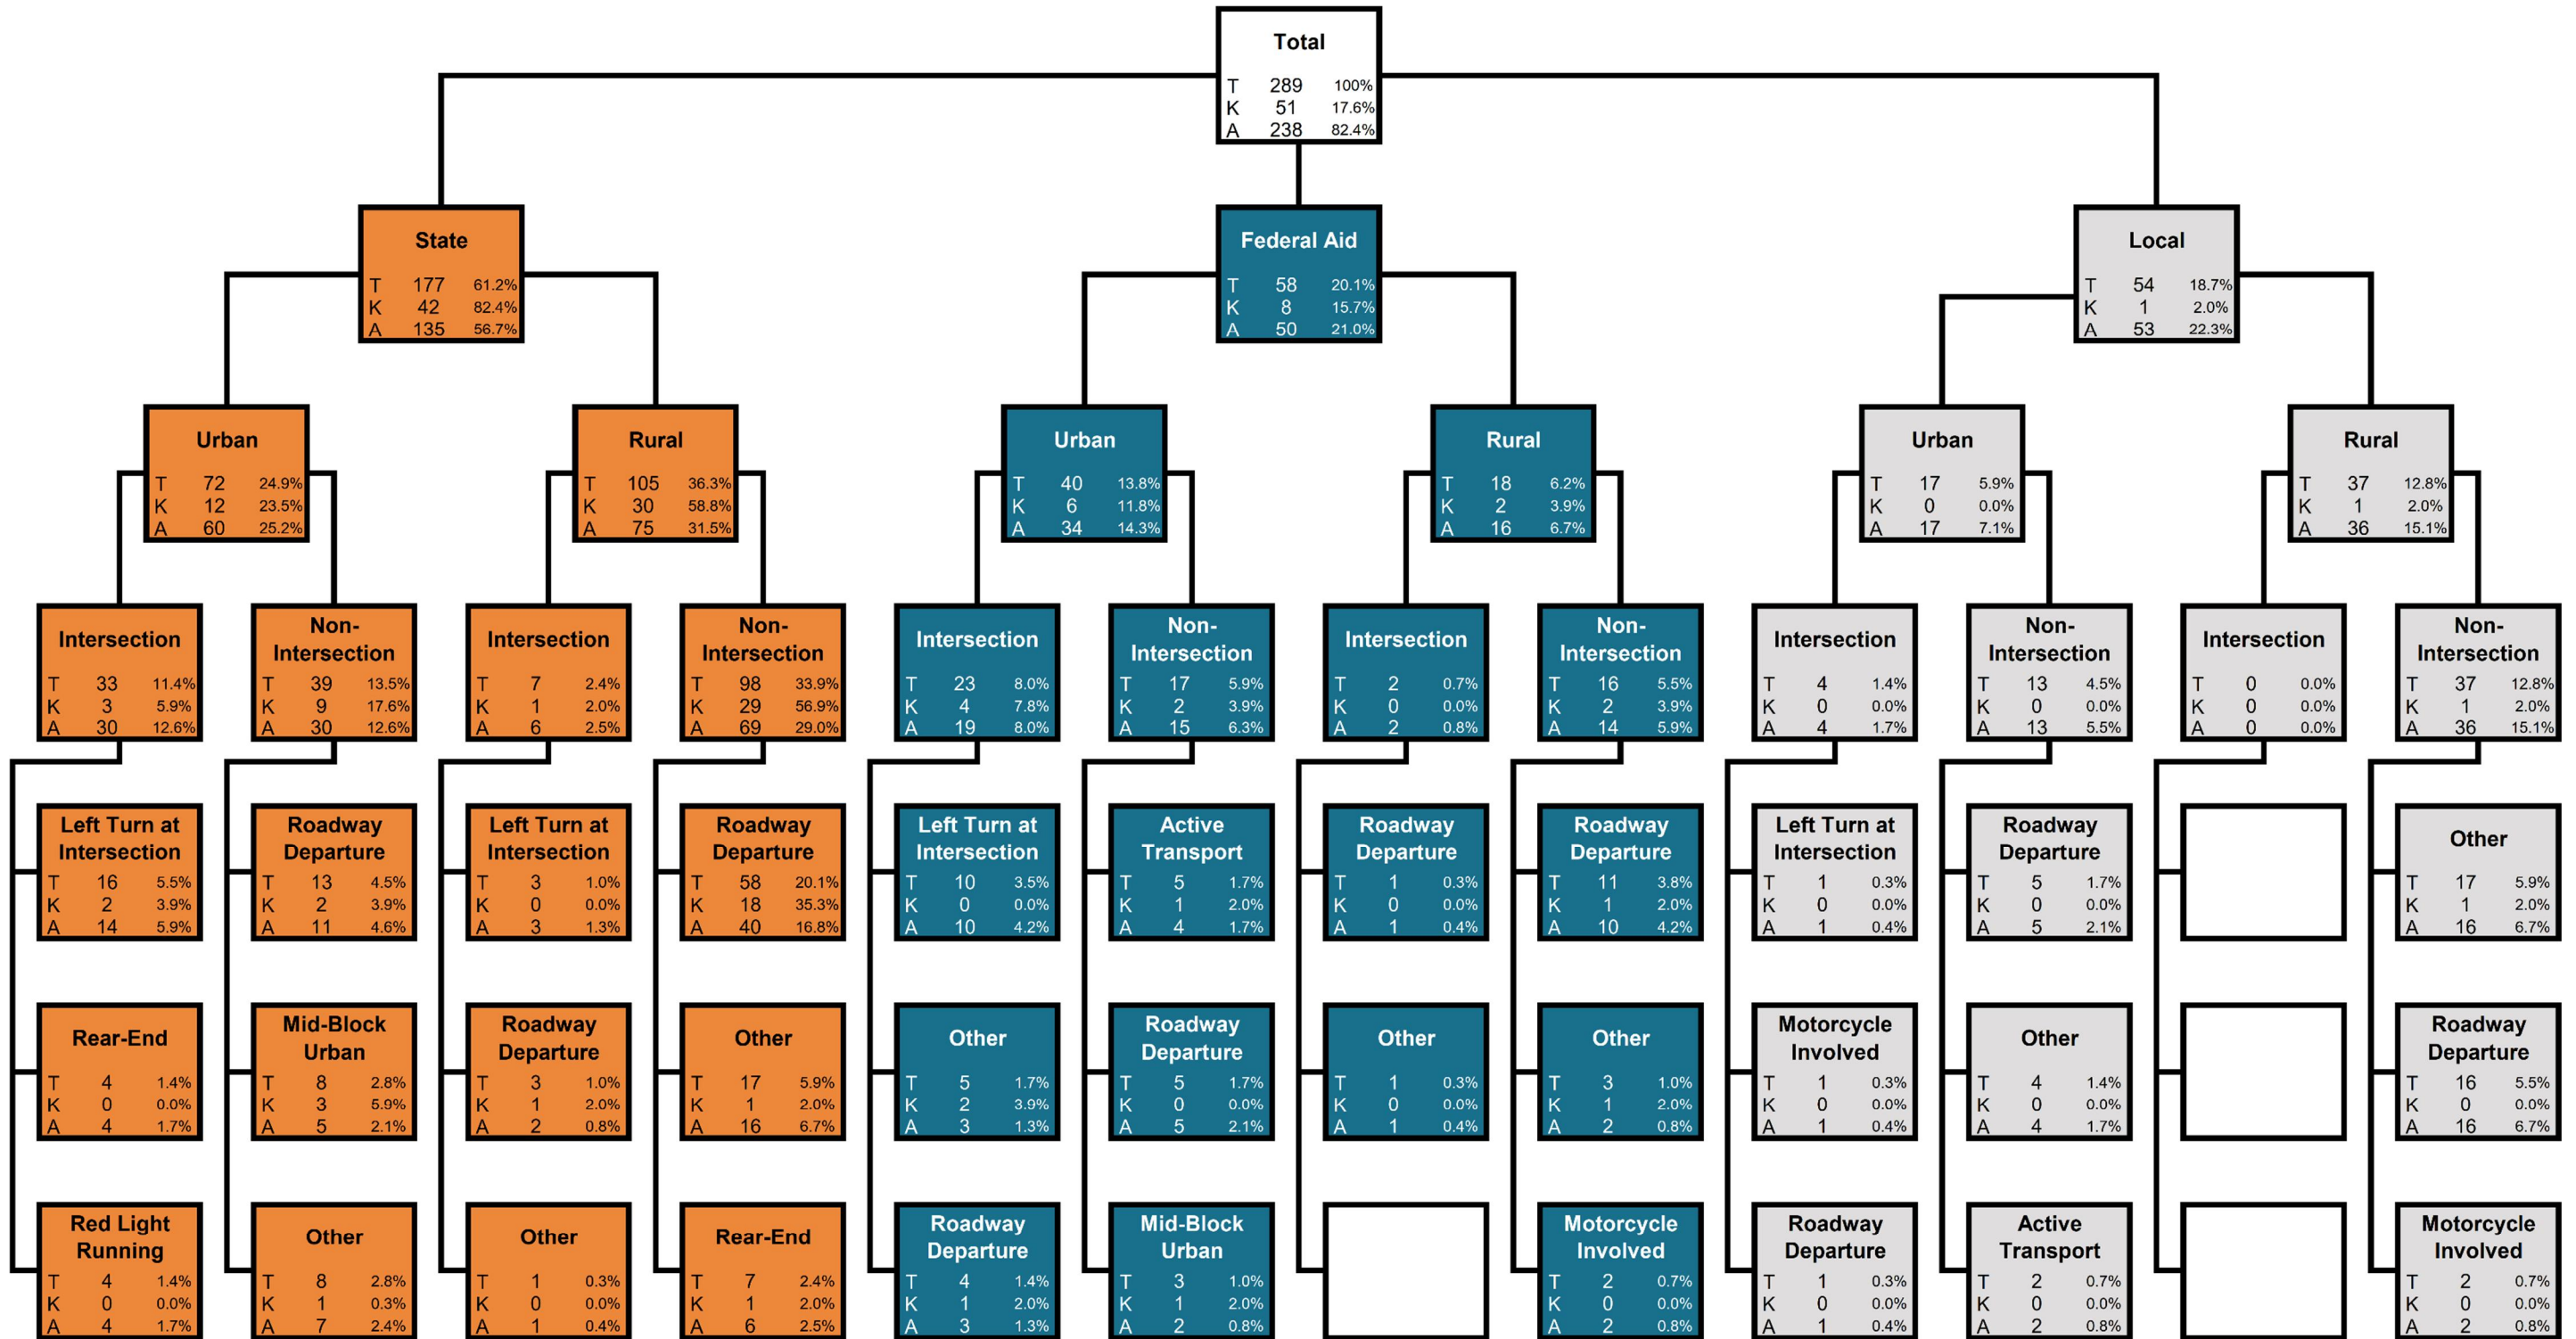 Total
T 289 100%
K 51 17.6%
A 238 82.4%
State
T 177 61.2%
K 42 82.4%
A 135 56.7%
Federal Aid
T 58 20.1%
K 8 15.7%
A 50 21.0%
Local
T 54 18.7%
K 1 2.0%
A 53 22.3%
Urban
T 72 24.9%
K 12 23.5%
A 60 25.2%
Rural
T 105 36.3%
K 30 58.8%
A 75 31.5%
Urban
T 40 13.8%
K 6 11.8%
A 34 14.3%
Rural
T 18 6.2%
K 2 3.9%
A 16 6.7%
Urban
T 17 5.9%
K 0 0.0%
A 17 7.1%
Rural
T 37 12.8%
K 1 2.0%
A 36 15.1%
Intersection
T 33 11.4%
K 3 5.9%
A 30 12.6%
Non-
Intersection
T 39 13.5%
K 9 17.6%
A 30 12.6%
Intersection
T 7 2.4%
K 1 2.0%
A 6 2.5%
Non-
Intersection
T 98 33.9%
K 29 56.9%
A 69 29.0%
Intersection
T 23 8.0%
K 4 7.8%
A 19 8.0%
Non-
Intersection
T 17 5.9%
K 2 3.9%
A 15 6.3%
Intersection
T 2 0.7%
K 0 0.0%
A 2 0.8%
Non-
Intersection
T 16 5.5%
K 2 3.9%
A 14 5.9%
Intersection
T 4 1.4%
K 0 0.0%
A 4 1.7%
Non-
Intersection
T 13 4.5%
K 0 0.0%
A 13 5.5%
Intersection
T 0 0.0%
K 0 0.0%
A 0 0.0%
Non-
Intersection
T 37 12.8%
K 1 2.0%
A 36 15.1%
Left Turn at
Intersection
T 16 5.5%
K 2 3.9%
A 14 5.9%
Roadway
Departure
T 13 4.5%
K 2 3.9%
A 11 4.6%
Left Turn at
Intersection
T 3 1.0%
K 0 0.0%
A 3 1.3%
Roadway
Departure
T 58 20.1%
K 18 35.3%
A 40 16.8%
Left Turn at
Intersection
T 10 3.5%
K 0 0.0%
A 10 4.2%
Active
Transport
T 5 1.7%
K 1 2.0%
A 4 1.7%
Roadway
Departure
T 1 0.3%
K 0 0.0%
A 1 0.4%
Roadway
Departure
T 11 3.8%
K 1 2.0%
A 10 4.2%
Left Turn at
Intersection
T 1 0.3%
K 0 0.0%
A 1 0.4%
Roadway
Departure
T 5 1.7%
K 0 0.0%
A 5 2.1%
Other
T 17 5.9%
K 1 2.0%
A 16 6.7%
Rear-End
T 4 1.4%
K 0 0.0%
A 4 1.7%
Mid-Block
Urban
T 8 2.8%
K 3 5.9%
A 5 2.1%
Roadway
Departure
T 3 1.0%
K 1 2.0%
A 2 0.8%
Other
T 17 5.9%
K 1 2.0%
A 16 6.7%
Other
T 5 1.7%
K 2 3.9%
A 3 1.3%
Roadway
Departure
T 5 1.7%
K 0 0.0%
A 5 2.1%
Other
T 1 0.3%
K 0 0.0%
A 1 0.4%
Other
T 3 1.0%
K 1 2.0%
A 2 0.8%
Motorcycle
Involved
T 1 0.3%
K 0 0.0%
A 1 0.4%
Other
T 4 1.4%
K 0 0.0%
A 4 1.7%
Roadway
Departure
T 16 5.5%
K 0 0.0%
A 16 6.7%
Red Light
Running
T 4 1.4%
K 0 0.0%
A 4 1.7%
Other
T 8 2.8%
K 1 0.3%
A 7 2.4%
Other
T 1 0.3%
K 0 0.0%
A 1 0.4%
Rear-End
T 7 2.4%
K 1 2.0%
A 6 2.5%
Roadway
Departure
T 4 1.4%
K 1 2.0%
A 3 1.3%
Mid-Block
Urban
T 3 1.0%
K 1 2.0%
A 2 0.8%
Motorcycle
Involved
T 2 0.7%
K 0 0.0%
A 2 0.8%
Roadway
Departure
T 1 0.3%
K 0 0.0%
A 1 0.4%
Active
Transport
T 2 0.7%
K 0 0.0%
A 2 0.8%
Motorcycle
Involved
T 2 0.7%
K 0 0.0%
A 2 0.8%